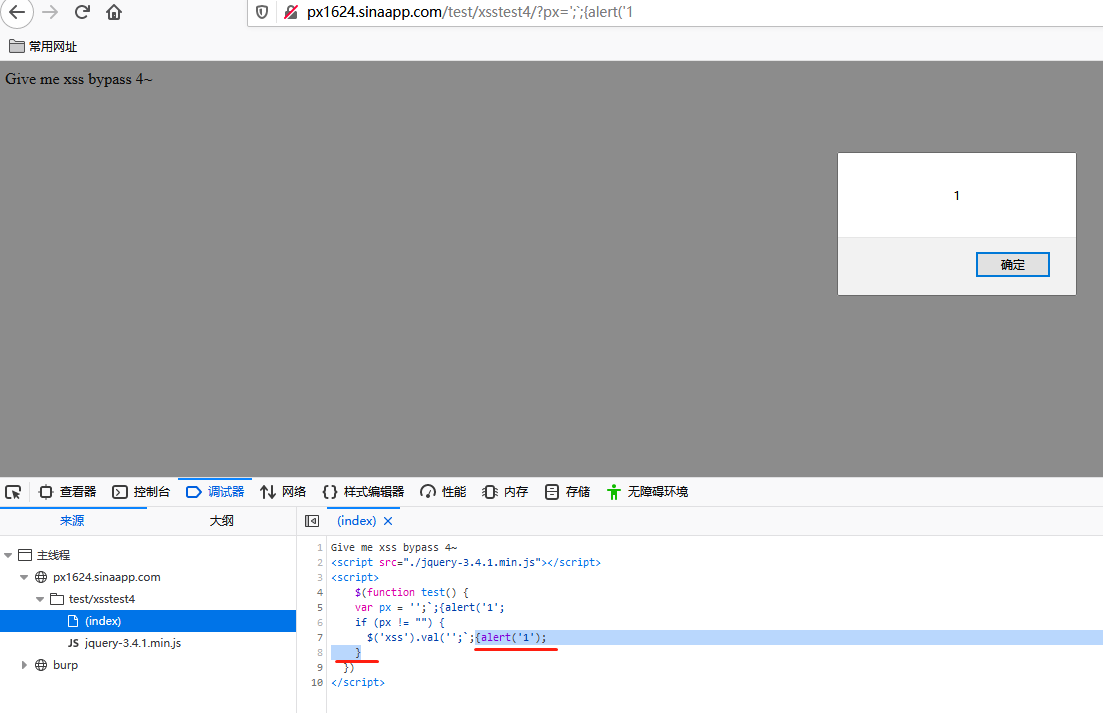 px1624.sinaapp.com/test/xsstest4/?px=';`;{alert('1
常用网址
Give me xss bypass 4~
1
确定
查看器 控制台 调试器 网络 样式编辑器 性能 内存 存储 无障碍环境
来源 大纲 (index)
主线程
px1624.sinaapp.com
test/xsstest4
(index)
JS jquery-3.4.1.min.js
burp
1 Give me xss bypass 4~
2 <script src="./jquery-3.4.1.min.js"></script>
3 <script>
4 $(function test() {
5 var px = '';`;{alert('1';
6 if (px != "") {
7 $('xss').val('';`;{alert('1');
8 }
9 })
10 </script>